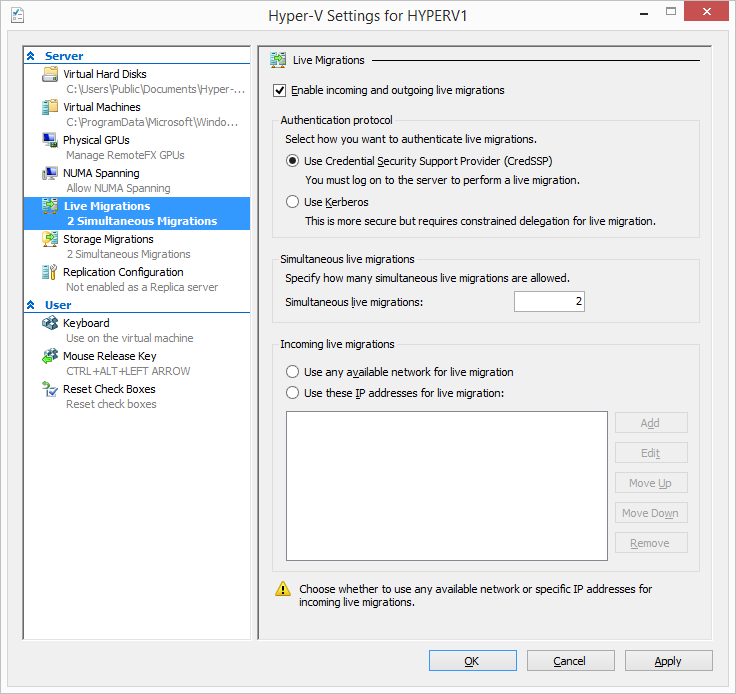 Hyper-V Settings for HYPERV1
Server
Virtual Hard Disks
C:\Users\Public\Documents\Hyper-...
Virtual Machines
C:\ProgramData\Microsoft\Windo...
Physical GPUs
Manage RemoteFX GPUs
NUMA Spanning
Allow NUMA Spanning
Live Migrations
2 Simultaneous Migrations
Storage Migrations
2 Simultaneous Migrations
Replication Configuration
Not enabled as a Replica server
User
Keyboard
Use on the virtual machine
Mouse Release Key
CTRL+ALT+LEFT ARROW
Reset Check Boxes
Reset check boxes
Live Migrations
Enable incoming and outgoing live migrations
Authentication protocol
Select how you want to authenticate live migrations.
Use Credential Security Support Provider (CredSSP)
You must log on to the server to perform a live migration.
Use Kerberos
This is more secure but requires constrained delegation for live migration.
Simultaneous live migrations
Specify how many simultaneous live migrations are allowed.
Simultaneous live migrations: 2
Incoming live migrations
Use any available network for live migration
Use these IP addresses for live migration:
Add
Edit
Move Up
Move Down
Remove
Choose whether to use any available network or specific IP addresses for
incoming live migrations.
OK Cancel Apply